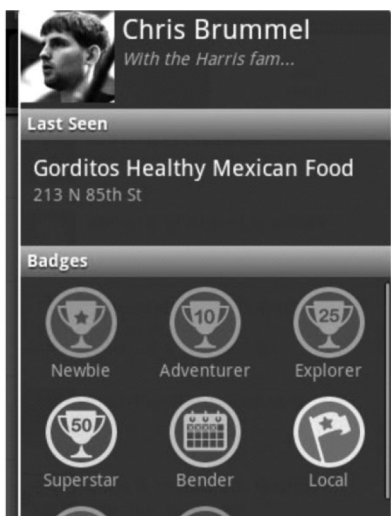 Chris Brummel
With the Harris fam...
Last Seen
Gorditos Healthy Mexican Food
213 N 85th St
Badges
10 25
Newbie Adventurer Explorer
50
Superstar Bender Local